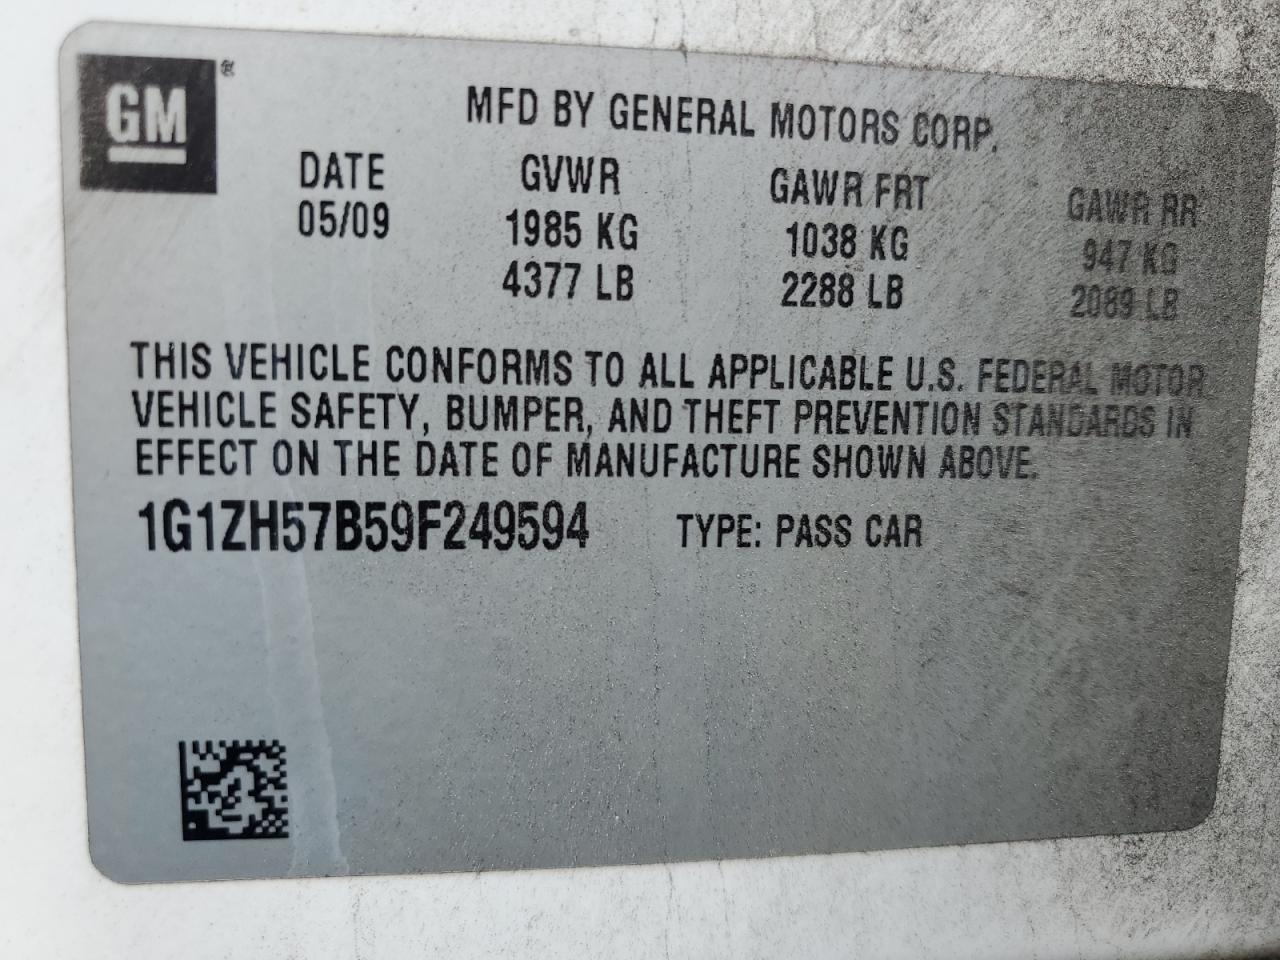 GM®
MFD BY GENERAL MOTORS CORP.
DATE GVWR GAWR FRT GAWR RR
05/09 1985 KG 1038 KG 947 KG
4377 LB 2288 LB 2089 LB
THIS VEHICLE CONFORMS TO ALL APPLICABLE U.S. FEDERAL MOTOR
VEHICLE SAFETY, BUMPER, AND THEFT PREVENTION STANDARDS IN
EFFECT ON THE DATE OF MANUFACTURE SHOWN ABOVE.
1G1ZH57B59F249594 TYPE: PASS CAR